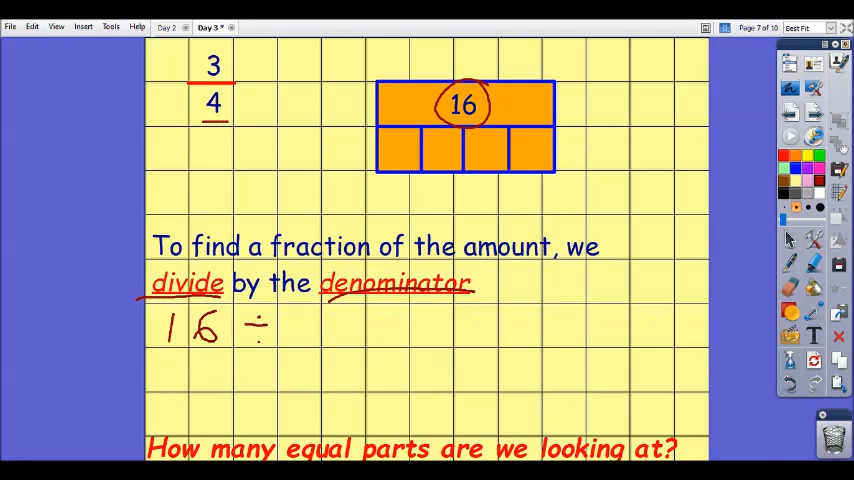 File Edit View Insert Tools Help
Day 2
Day 3*
Page 7 of 10
Best Fit
3
4
16
To find a fraction of the amount, we
divide by the denominator
16 ÷
How many equal parts are we looking at?